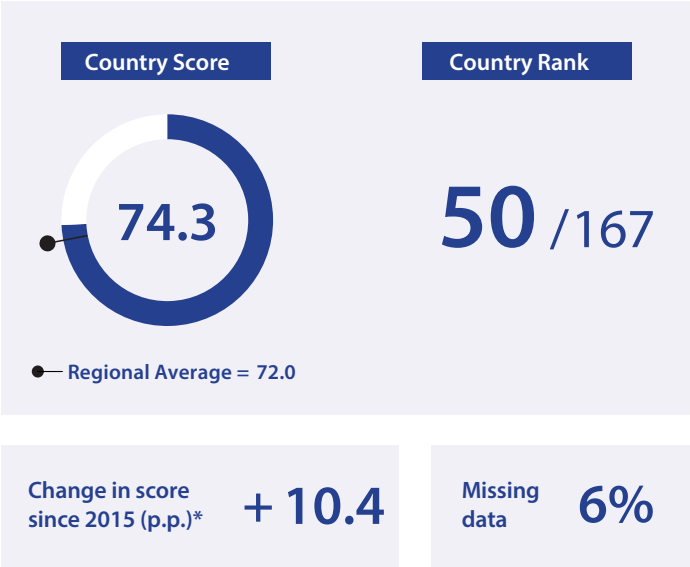 Country Score
Country Rank
74.3
50 /167
Regional Average = 72.0
Change in score
since 2015 (p.p.)*
+ 10.4
Missing
data
6%